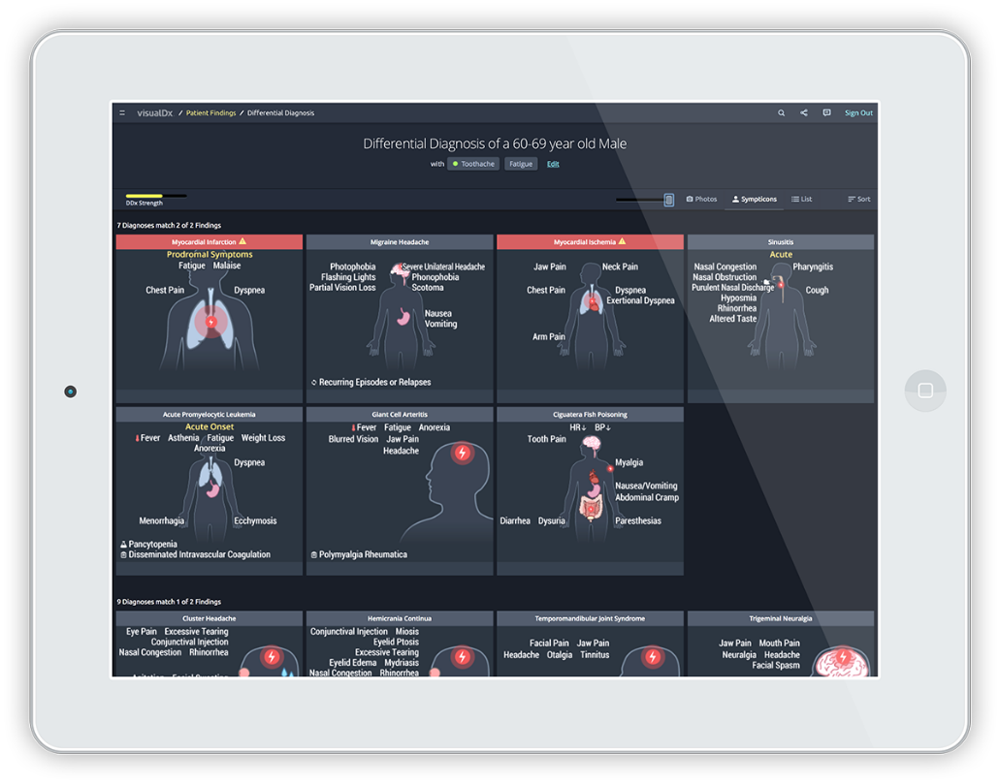 visualDx / Patient Findings / Differential Diagnosis
Sign Out
Differential Diagnosis of a 60-69 year old Male
with Toothache Fatigue Edit
DDx Strength
Photos Sympticons List Sort
7 Diagnoses match 2 of 2 Findings
Myocardial Infarction
Prodromal Symptoms
Fatigue Malaise
Chest Pain Dyspnea
Migraine Headache
Photophobia Severe Unilateral Headache
Flashing Lights Phonophobia
Partial Vision Loss Scotoma
Nausea
Vomiting
Recurring Episodes or Relapses
Myocardial Ischemia
Jaw Pain Neck Pain
Chest Pain Dyspnea
Exertional Dyspnea
Arm Pain
Sinusitis
Acute
Nasal Congestion Pharyngitis
Nasal Obstruction
Purulent Nasal Discharge Cough
Hyposmia
Rhinorrhea
Altered Taste
Acute Promyelocytic Leukemia
Acute Onset
Fever Asthenia Fatigue Weight Loss
Anorexia
Dyspnea
Menorrhagia Ecchymosis
Pancytopenia
Disseminated Intravascular Coagulation
Giant Cell Arteritis
Fever Fatigue Anorexia
Blurred Vision Jaw Pain
Headache
Polymyalgia Rheumatica
Ciguatera Fish Poisoning
HR↓ BP↓
Tooth Pain
Myalgia
Nausea/Vomiting
Abdominal Cramp
Diarrhea Dysuria Paresthesias
9 Diagnoses match 1 of 2 Findings
Cluster Headache
Eye Pain Excessive Tearing
Conjunctival Injection
Nasal Congestion Rhinorrhea
Agitation Facial Sweating
Hemicrania Continua
Conjunctival Injection Miosis
Eyelid Ptosis
Excessive Tearing
Eyelid Edema Mydriasis
Nasal Congestion Rhinorrhea
Temporomandibular Joint Syndrome
Facial Pain Jaw Pain
Headache Otalgia Tinnitus
Trigeminal Neuralgia
Jaw Pain Mouth Pain
Neuralgia Headache
Facial Spasm